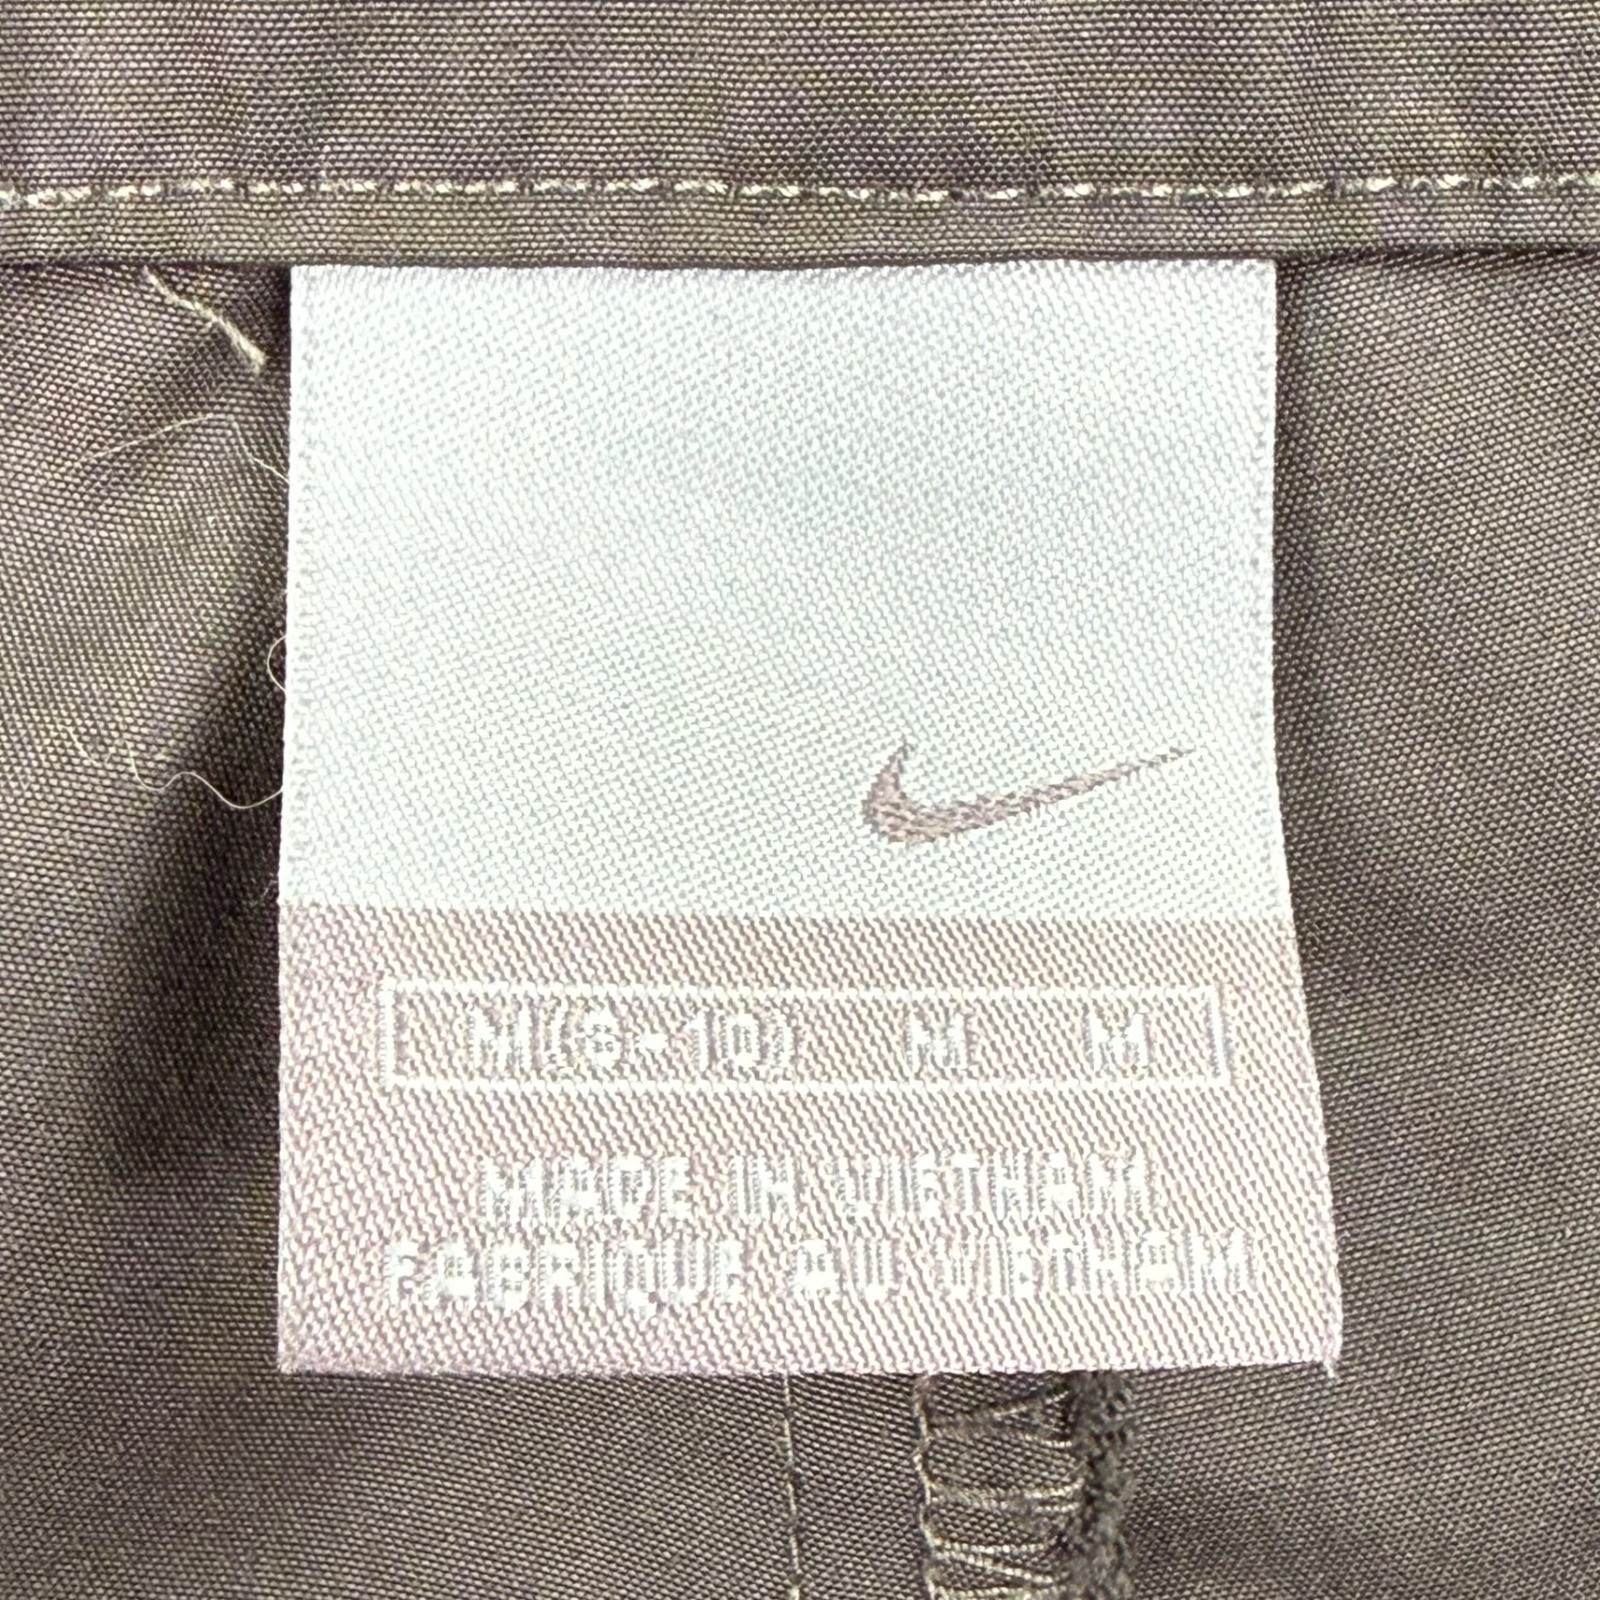 M(8-10) M M
MADE IN VIETNAM
FABRIQUE AU VIETNAM